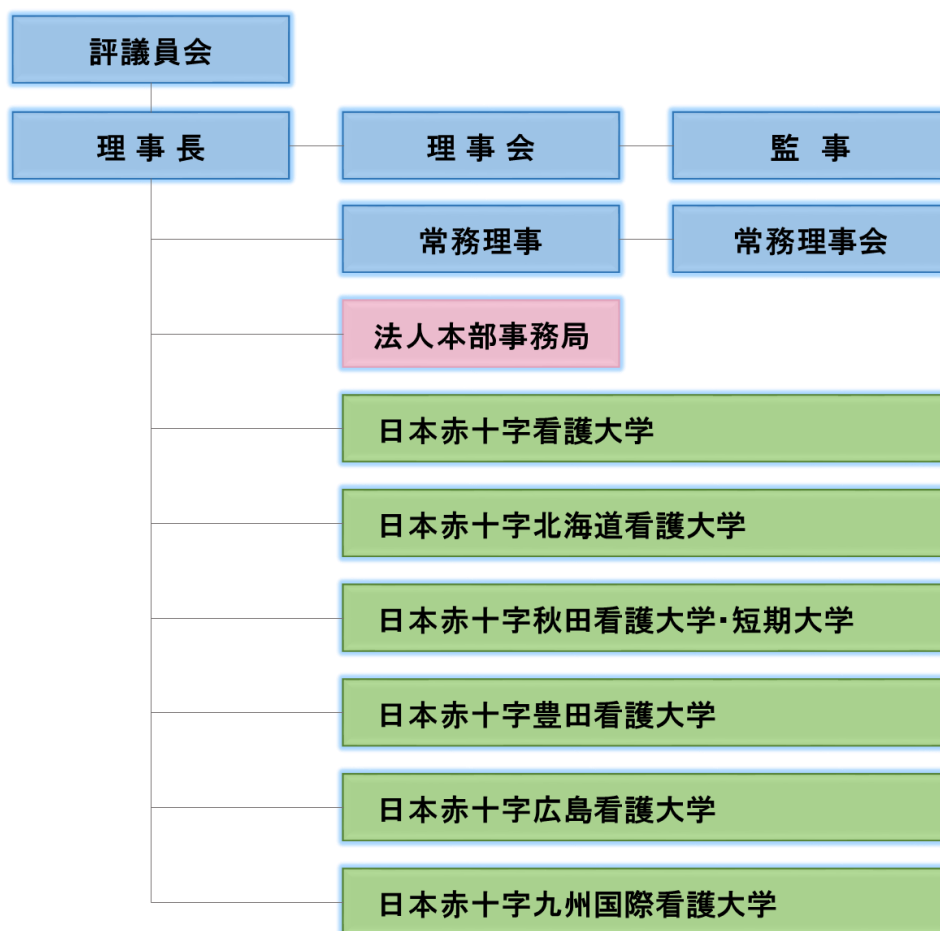 評議員会
理事長
理事会
監事
常務理事
常務理事会
法人本部事務局
日本赤十字看護大学
日本赤十字北海道看護大学
日本赤十字秋田看護大学・短期大学
日本赤十字豊田看護大学
日本赤十字広島看護大学
日本赤十字九州国際看護大学